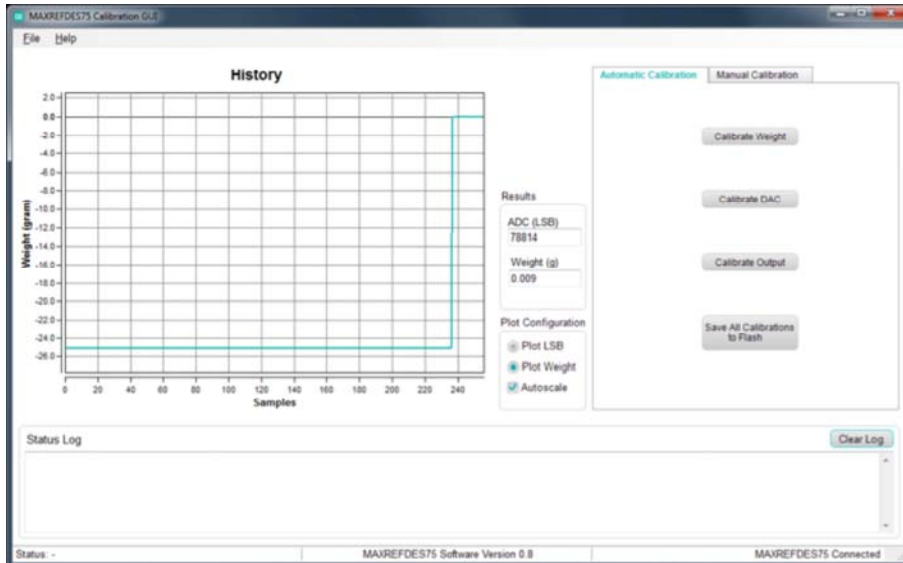 MAXREFDES75 Calibration GUI
File Help
History
2.0
0.0
-2.0
-4.0
-6.0
-8.0
-10.0
-12.0
-14.0
-16.0
-18.0
-20.0
-22.0
-24.0
-26.0
Weight (gram)
0 20 40 60 80 100 120 140 160 180 200 220 240
Samples
Results
ADC (LSB)
78814
Weight (g)
0.009
Plot Configuration
Plot LSB
Plot Weight
Autoscale
Automatic Calibration Manual Calibration
Calibrate Weight
Calibrate DAC
Calibrate Output
Save All Calibrations
to Flash
Status Log
Clear Log
Status: -
MAXREFDES75 Software Version 0.8
MAXREFDES75 Connected